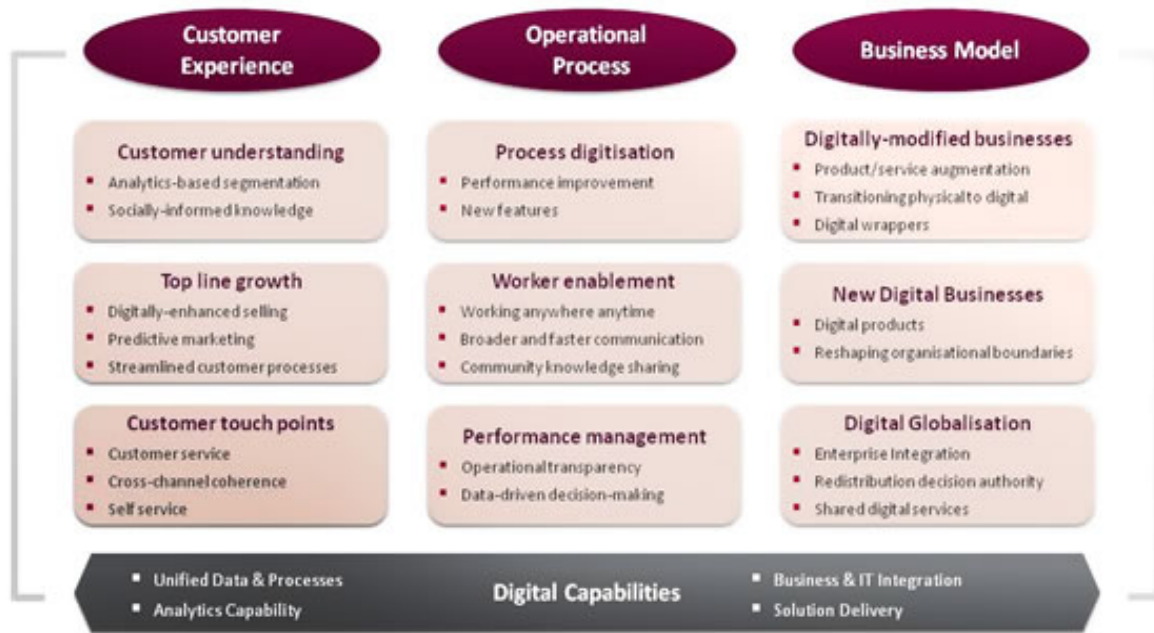 Customer
Experience
Operational
Process
Business Model
Customer understanding
Analytics-based segmentation
Socially-informed knowledge
Process digitisation
Performance improvement
New features
Digitally-modified businesses
Product/service augmentation
Transitioning physical to digital
Digital wrappers
Top line growth
Digitally-enhanced selling
Predictive marketing
Streamlined customer processes
Worker enablement
Working anywhere anytime
Broader and faster communication
Community knowledge sharing
New Digital Businesses
Digital products
Reshaping organisational boundaries
Customer touch points
Customer service
Cross-channel coherence
Self service
Performance management
Operational transparency
Data-driven decision-making
Digital Globalisation
Enterprise Integration
Redistribution decision authority
Shared digital services
Unified Data & Processes
Analytics Capability
Digital Capabilities
Business & IT Integration
Solution Delivery